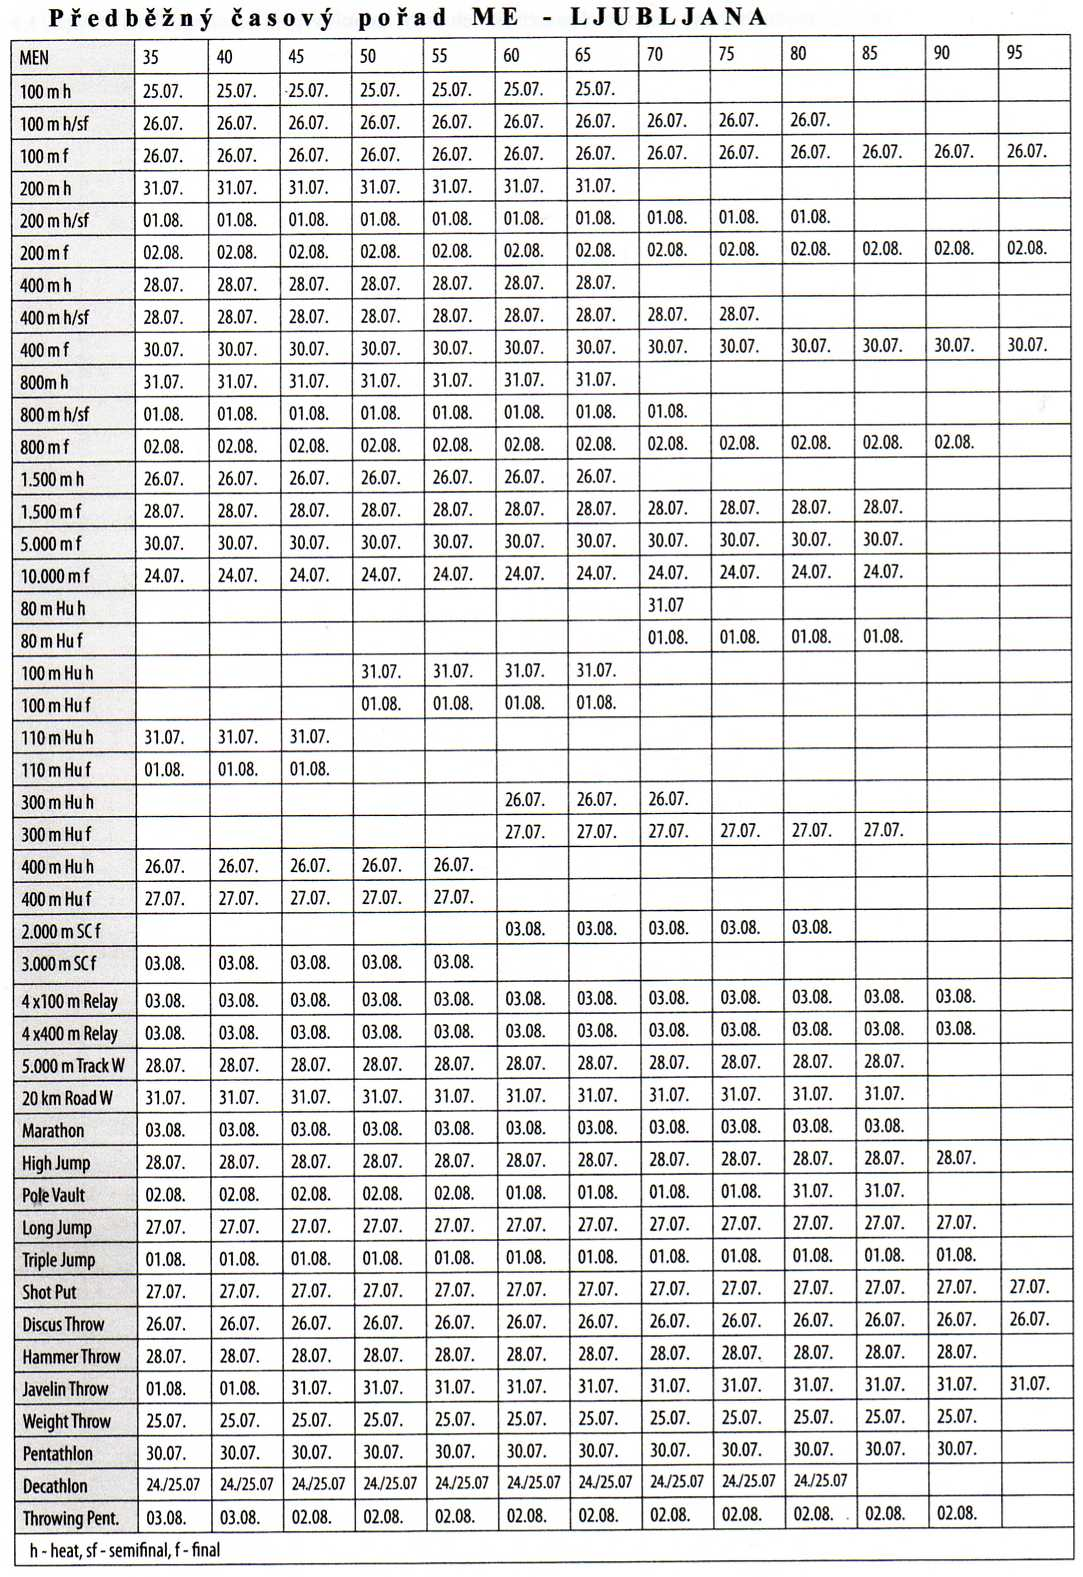 Předběžný časový pořad ME - LJUBLJANA
MEN 35 40 45 50 55 60 65 70 75 80 85 90 95
100 m h 25.07. 25.07. 25.07. 25.07. 25.07. 25.07. 25.07.
100 m h/sf 26.07. 26.07. 26.07. 26.07. 26.07. 26.07. 26.07. 26.07. 26.07. 26.07.
100 m f 26.07. 26.07. 26.07. 26.07. 26.07. 26.07. 26.07. 26.07. 26.07. 26.07. 26.07. 26.07. 26.07.
200 m h 31.07. 31.07. 31.07. 31.07. 31.07. 31.07. 31.07.
200 m h/sf 01.08. 01.08. 01.08. 01.08. 01.08. 01.08. 01.08. 01.08. 01.08. 01.08.
200 m f 02.08. 02.08. 02.08. 02.08. 02.08. 02.08. 02.08. 02.08. 02.08. 02.08. 02.08. 02.08. 02.08.
400 m h 28.07. 28.07. 28.07. 28.07. 28.07. 28.07. 28.07.
400 m h/sf 28.07. 28.07. 28.07. 28.07. 28.07. 28.07. 28.07. 28.07. 28.07.
400 m f 30.07. 30.07. 30.07. 30.07. 30.07. 30.07. 30.07. 30.07. 30.07. 30.07. 30.07. 30.07. 30.07.
800m h 31.07. 31.07. 31.07. 31.07. 31.07. 31.07. 31.07.
800 m h/sf 01.08. 01.08. 01.08. 01.08. 01.08. 01.08. 01.08. 01.08.
800 m f 02.08. 02.08. 02.08. 02.08. 02.08. 02.08. 02.08. 02.08. 02.08. 02.08. 02.08. 02.08.
1.500 m h 26.07. 26.07. 26.07. 26.07. 26.07. 26.07. 26.07.
1.500 m f 28.07. 28.07. 28.07. 28.07. 28.07. 28.07. 28.07. 28.07. 28.07. 28.07. 28.07.
5.000 m f 30.07. 30.07. 30.07. 30.07. 30.07. 30.07. 30.07. 30.07. 30.07. 30.07. 30.07.
10.000 m f 24.07. 24.07. 24.07. 24.07. 24.07. 24.07. 24.07. 24.07. 24.07. 24.07. 24.07.
80 m Hu h 31.07
80 m Hu f 01.08. 01.08. 01.08. 01.08.
100 m Hu h 31.07. 31.07. 31.07. 31.07.
100 m Hu f 01.08. 01.08. 01.08. 01.08.
110 m Hu h 31.07. 31.07. 31.07.
110 m Hu f 01.08. 01.08. 01.08.
300 m Hu h 26.07. 26.07. 26.07.
300 m Hu f 27.07. 27.07. 27.07. 27.07. 27.07. 27.07.
400 m Hu h 26.07. 26.07. 26.07. 26.07. 26.07.
400 m Hu f 27.07. 27.07. 27.07. 27.07. 27.07.
2.000 m SC f 03.08. 03.08. 03.08. 03.08. 03.08.
3.000 m SC f 03.08. 03.08. 03.08. 03.08. 03.08.
4 x100 m Relay 03.08. 03.08. 03.08. 03.08. 03.08. 03.08. 03.08. 03.08. 03.08. 03.08. 03.08. 03.08.
4 x400 m Relay 03.08. 03.08. 03.08. 03.08. 03.08. 03.08. 03.08. 03.08. 03.08. 03.08. 03.08. 03.08.
5.000 m Track W 28.07. 28.07. 28.07. 28.07. 28.07. 28.07. 28.07. 28.07. 28.07. 28.07. 28.07.
20 km Road W 31.07. 31.07. 31.07. 31.07. 31.07. 31.07. 31.07. 31.07. 31.07. 31.07. 31.07.
Marathon 03.08. 03.08. 03.08. 03.08. 03.08. 03.08. 03.08. 03.08. 03.08. 03.08. 03.08.
High Jump 28.07. 28.07. 28.07. 28.07. 28.07. 28.07. 28.07. 28.07. 28.07. 28.07. 28.07. 28.07.
Pole Vault 02.08. 02.08. 02.08. 02.08. 02.08. 01.08. 01.08. 01.08. 01.08. 31.07. 31.07.
Long Jump 27.07. 27.07. 27.07. 27.07. 27.07. 27.07. 27.07. 27.07. 27.07. 27.07. 27.07. 27.07.
Triple Jump 01.08. 01.08. 01.08. 01.08. 01.08. 01.08. 01.08. 01.08. 01.08. 01.08. 01.08. 01.08.
Shot Put 27.07. 27.07. 27.07. 27.07. 27.07. 27.07. 27.07. 27.07. 27.07. 27.07. 27.07. 27.07. 27.07.
Discus Throw 26.07. 26.07. 26.07. 26.07. 26.07. 26.07. 26.07. 26.07. 26.07. 26.07. 26.07. 26.07. 26.07.
Hammer Throw 28.07. 28.07. 28.07. 28.07. 28.07. 28.07. 28.07. 28.07. 28.07. 28.07. 28.07. 28.07.
Javelin Throw 01.08. 01.08. 31.07. 31.07. 31.07. 31.07. 31.07. 31.07. 31.07. 31.07. 31.07. 31.07. 31.07.
Weight Throw 25.07. 25.07. 25.07. 25.07. 25.07. 25.07. 25.07. 25.07. 25.07. 25.07. 25.07. 25.07.
Pentathlon 30.07. 30.07. 30.07. 30.07. 30.07. 30.07. 30.07. 30.07. 30.07. 30.07. 30.07. 30.07.
Decathlon 24./25.07 24./25.07 24./25.07 24./25.07 24./25.07 24./25.07 24./25.07 24./25.07 24./25.07 24./25.07
Throwing Pent. 03.08. 03.08. 02.08. 02.08. 02.08. 02.08. 02.08. 02.08. 02.08. 02.08. 02.08. 02.08.
h - heat, sf - semifinal, f - final